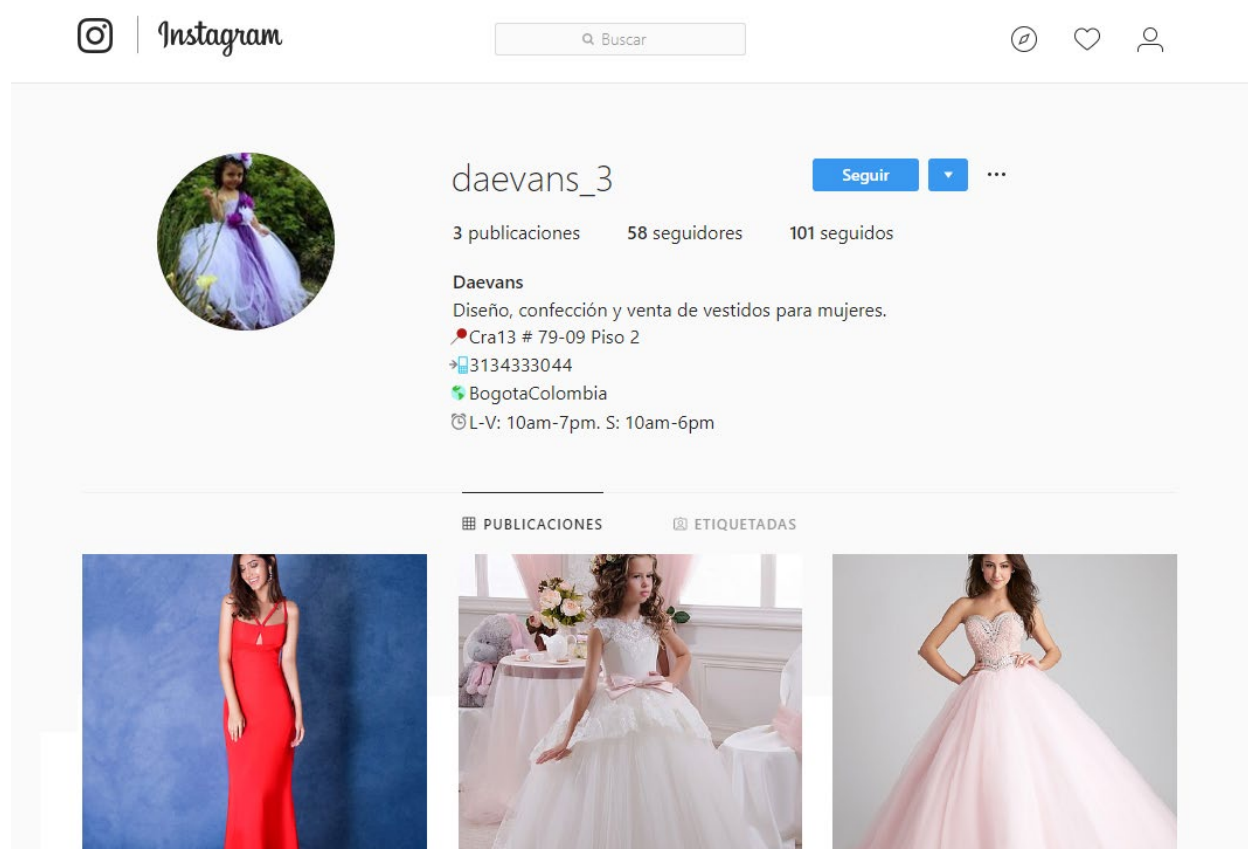 Instagram
Buscar
daevans_3
Seguir
3 publicaciones 58 seguidores 101 seguidos
Daevans
Diseño, confección y venta de vestidos para mujeres.
Cra13 # 79-09 Piso 2
3134333044
BogotaColombia
L-V: 10am-7pm. S: 10am-6pm
PUBLICACIONES ETIQUETADAS